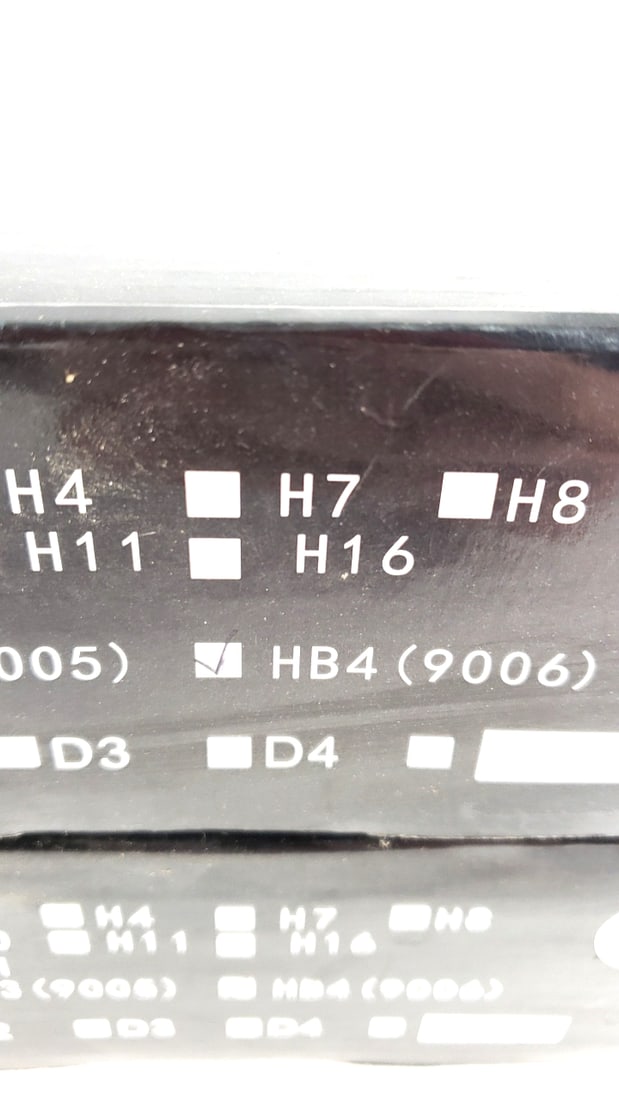 H4 H7 H8
H11 H16
005) HB4(9006)
D3 D4
H4 H7 H8
H11 H16
3(9005) HB4(9006)
D3 D4